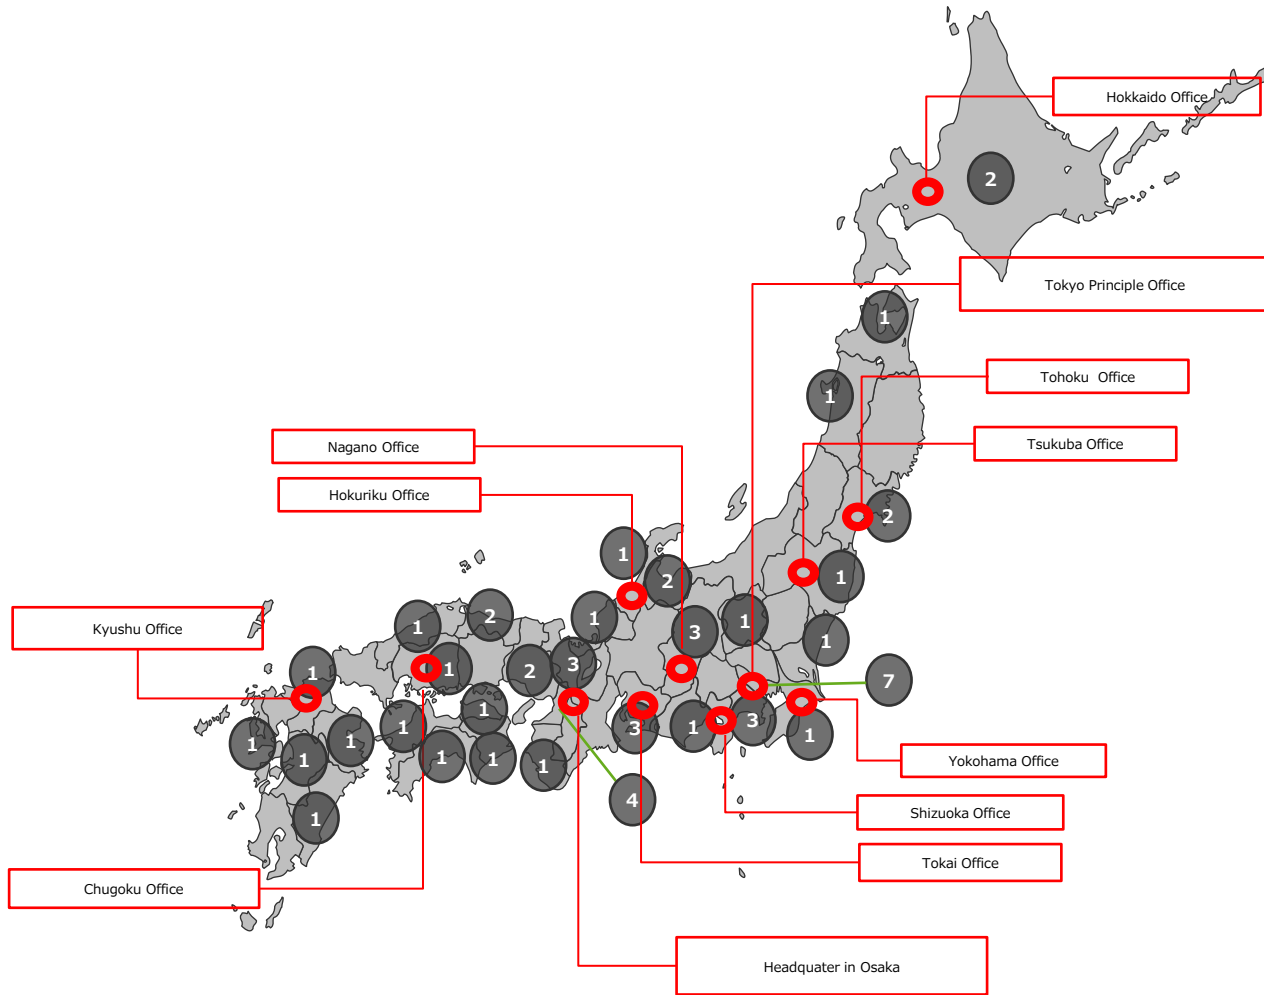 Hokkaido Office
2
Tokyo Principle Office
1
Tohoku Office
1
Tsukuba Office
Nagano Office
Hokuriku Office
2
1
2
1
2
1
1
1
1
Kyushu Office
3
1
3
2
1
1
7
1
1
3
3
1
1
1
1
1
1
1
1
1
Yokohama Office
4
Shizuoka Office
1
Tokai Office
Chugoku Office
Headquater in Osaka